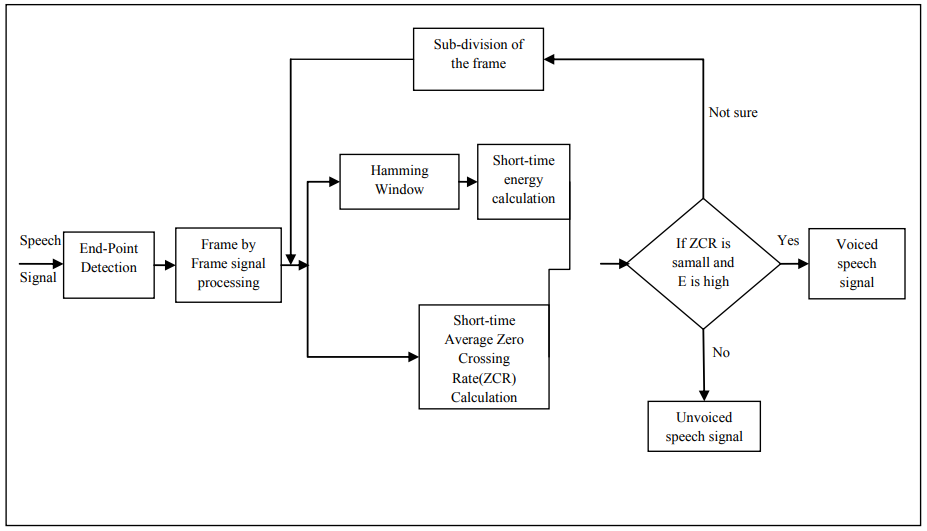 Sub-division of
the frame
Not sure
Hamming
Window
Short-time
energy
calculation
Speech
Signal
End-Point
Detection
Frame by
Frame signal
processing
If ZCR is
samall and
E is high
Yes
Voiced
speech
signal
Short-time
Average Zero
Crossing
Rate(ZCR)
Calculation
No
Unvoiced
speech signal